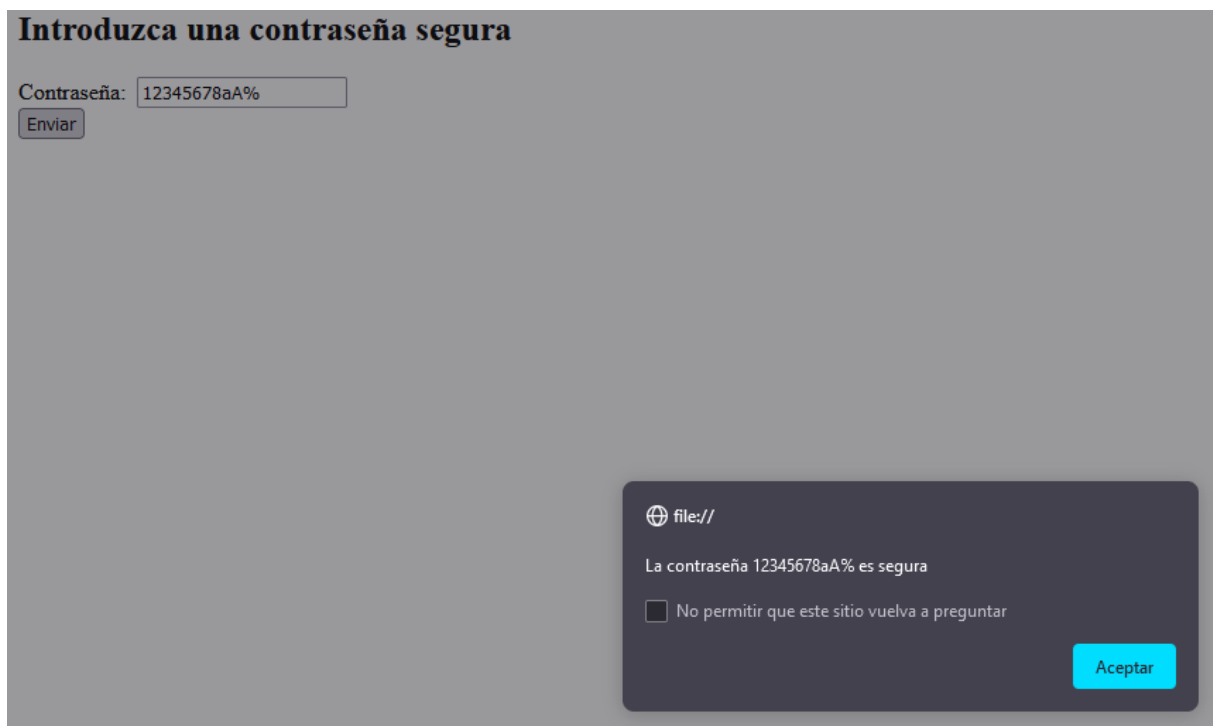 Introduzca una contraseña segura
Contraseña: 12345678aA%
Enviar
file://
La contraseña 12345678aA% es segura
No permitir que este sitio vuelva a preguntar
Aceptar